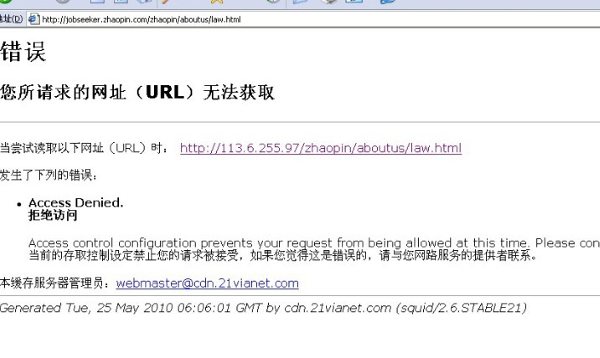 地址(D) http://jobseeker.zhaopin.com/zhaopin/aboutus/law.html
错误
您所请求的网址（URL）无法获取
当尝试读取以下网址（URL）时： http://113.6.255.97/zhaopin/aboutus/law.html
发生了下列的错误：
Access Denied.
拒绝访问
Access control configuration prevents your request from being allowed at this time. Please con
当前的存取控制设定禁止您的请求被接受，如果您觉得这是错误的，请与您网路服务的提供者联系。
本缓存服务器管理员：webmaster@cdn.21vianet.com
Generated Tue, 25 May 2010 06:06:01 GMT by cdn.21vianet.com (squid/2.6.STABLE21)